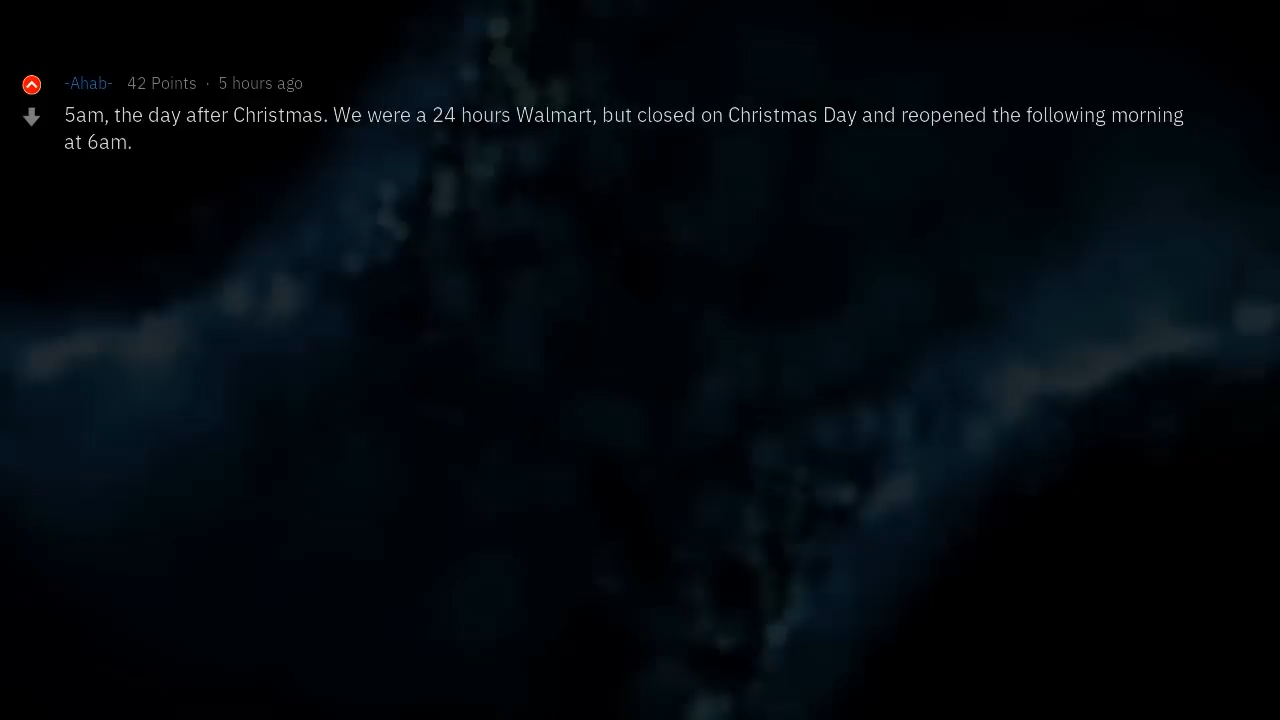 -Ahab- 42 Points · 5 hours ago
5am, the day after Christmas. We were a 24 hours Walmart, but closed on Christmas Day and reopened the following morning
at 6am.